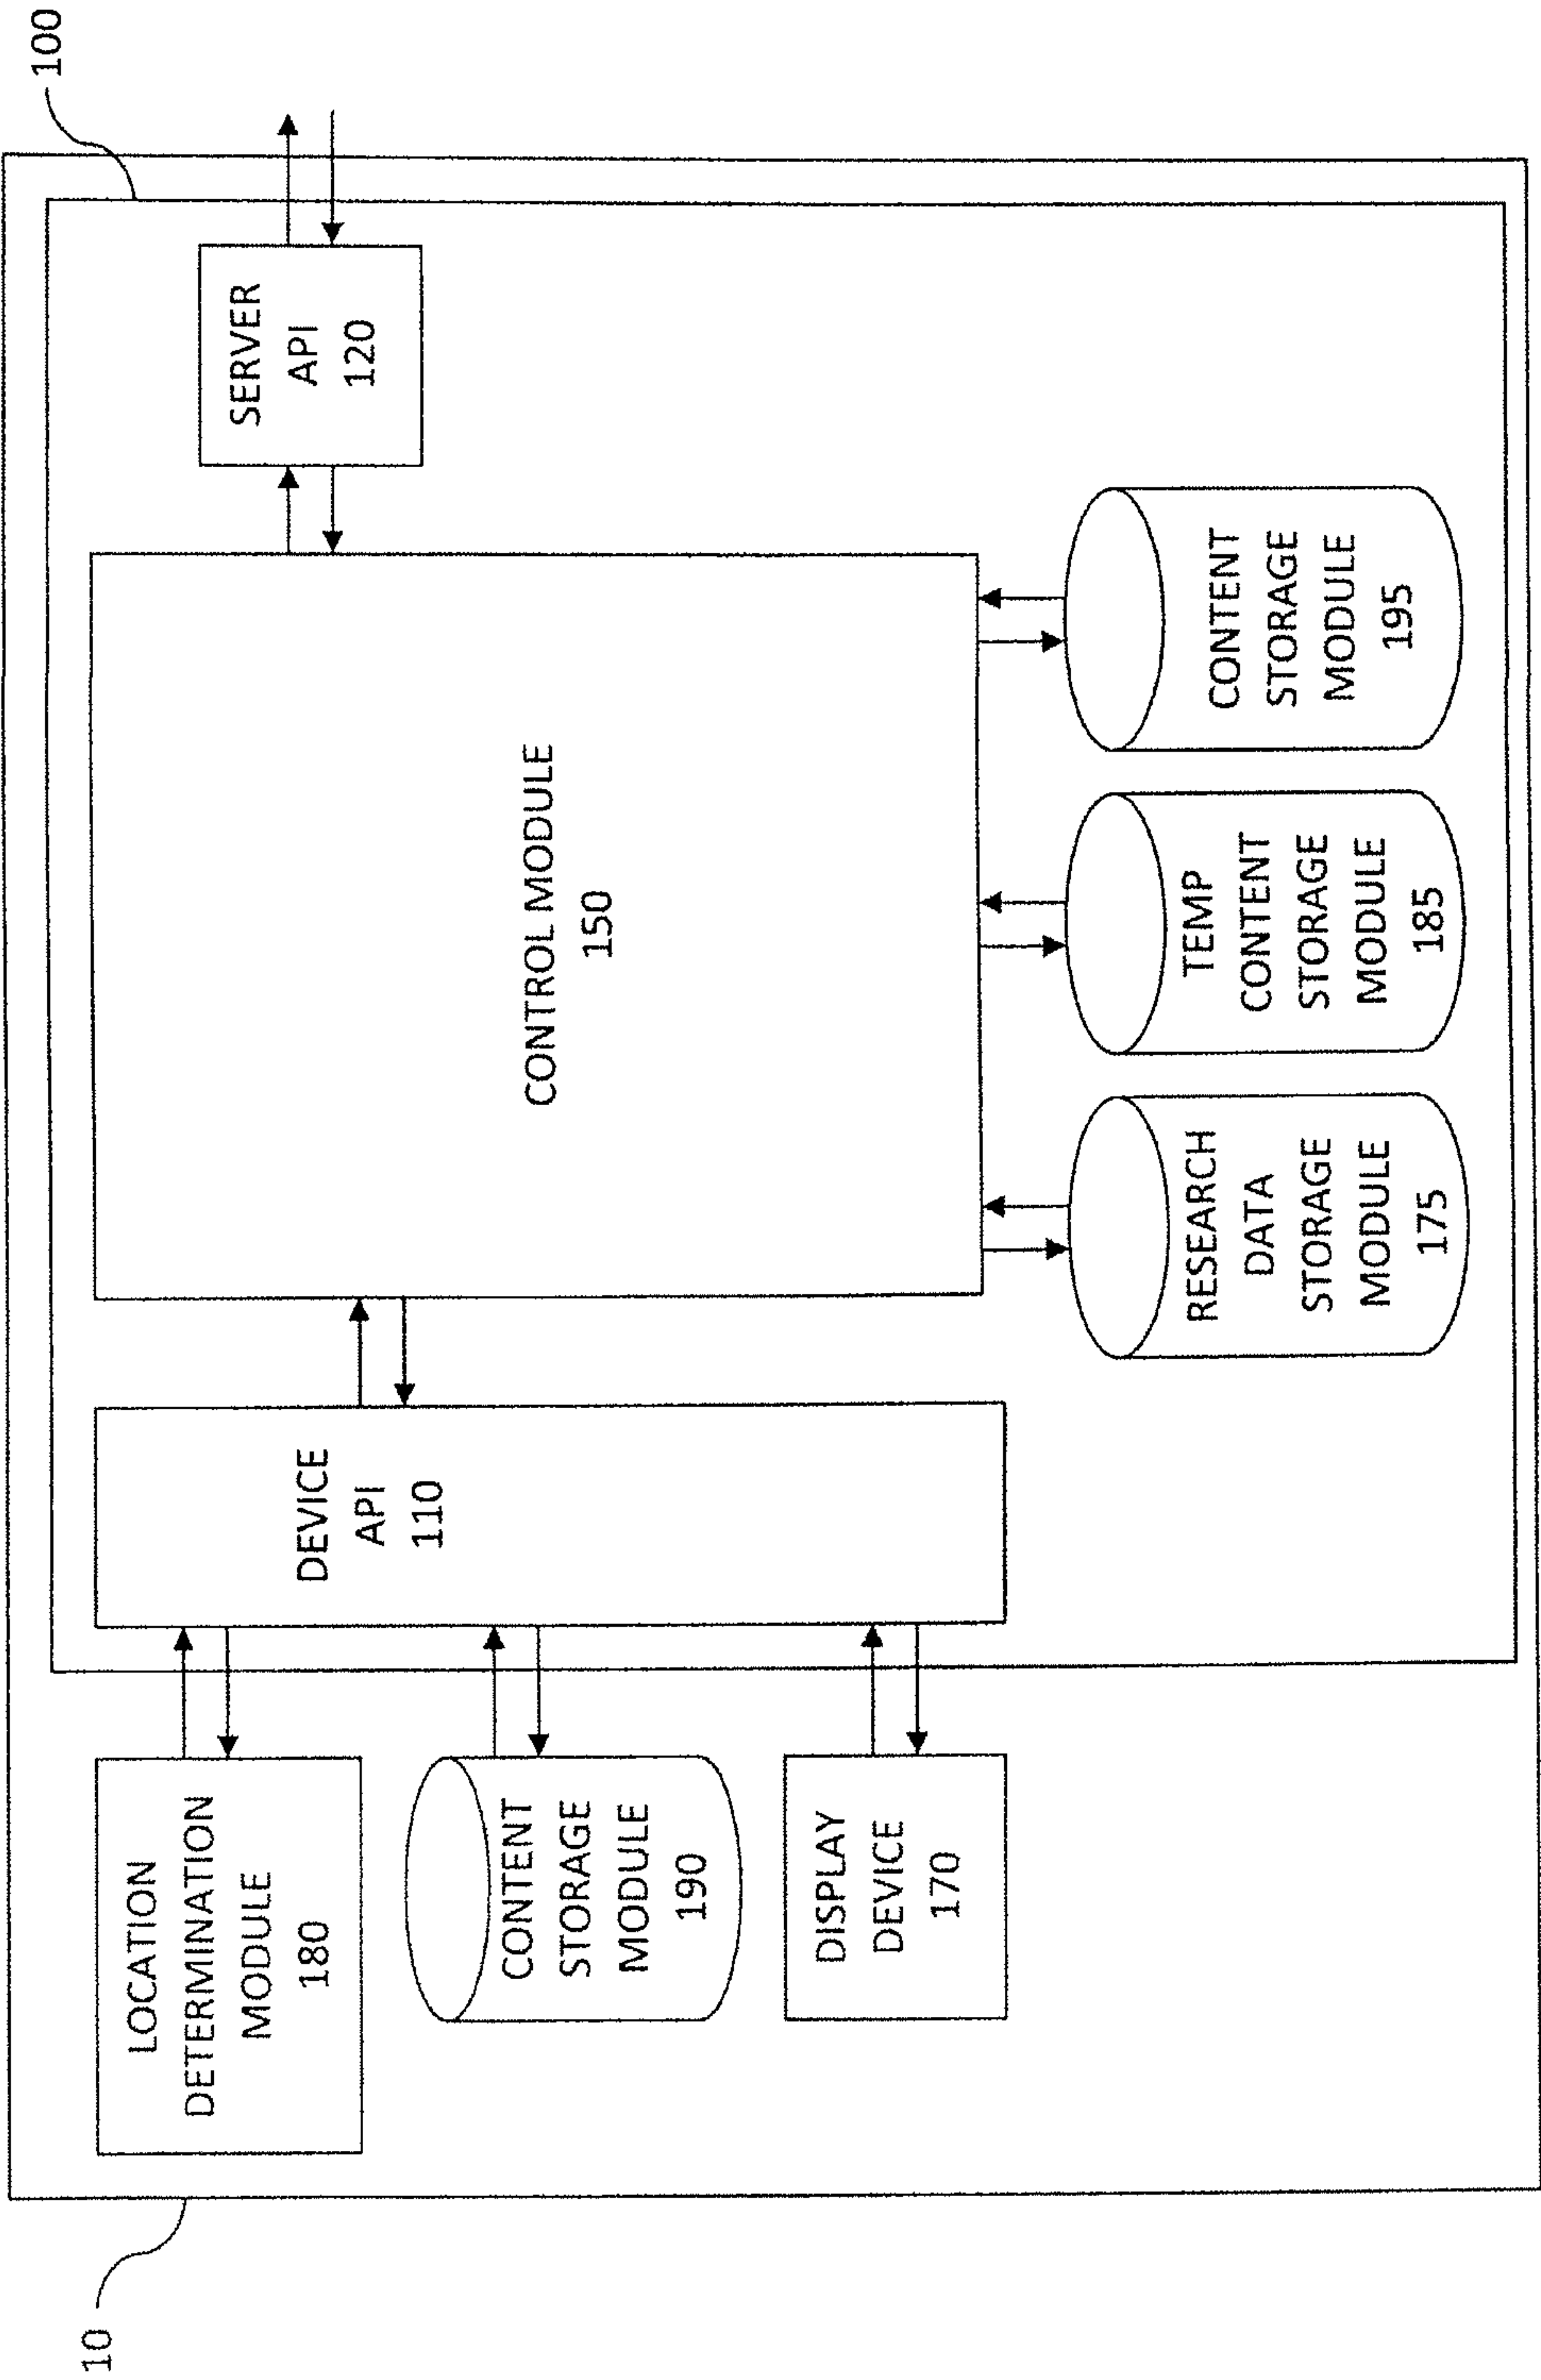 10
100
LOCATION
DETERMINATION
MODULE
180
CONTENT
STORAGE
MODULE
190
DISPLAY
DEVICE
170
DEVICE
API
110
CONTROL MODULE
150
SERVER
API
120
RESEARCH
DATA
STORAGE
MODULE
175
TEMP
CONTENT
STORAGE
MODULE
185
CONTENT
STORAGE
MODULE
195